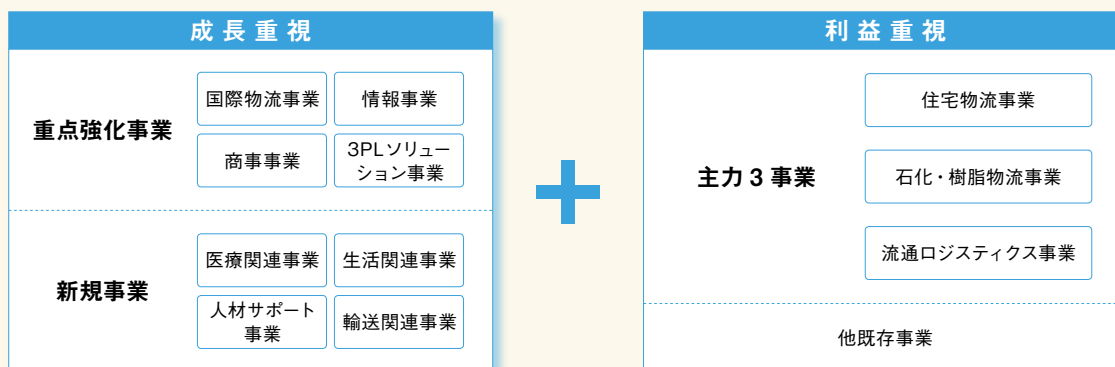 成長重視
重点強化事業
国際物流事業
情報事業
商事事業
3PLソリュー
ション事業
新規事業
医療関連事業
生活関連事業
人材サポート
事業
輸送関連事業
利益重視
主力3事業
住宅物流事業
石化・樹脂物流事業
流通ロジスティクス事業
他既存事業